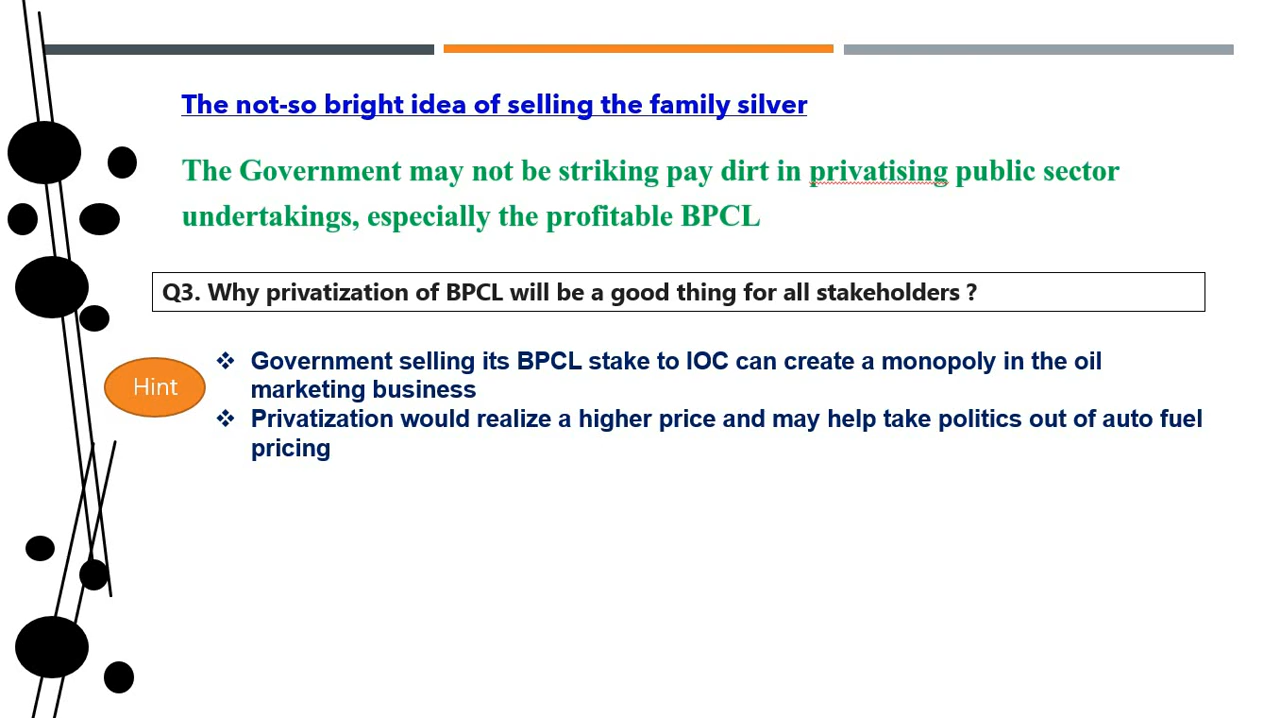 The not-so bright idea of selling the family silver
The Government may not be striking pay dirt in privatising public sector
undertakings, especially the profitable BPCL
Q3. Why privatization of BPCL will be a good thing for all stakeholders ?
Hint
❖ Government selling its BPCL stake to IOC can create a monopoly in the oil
marketing business
❖ Privatization would realize a higher price and may help take politics out of auto fuel
pricing